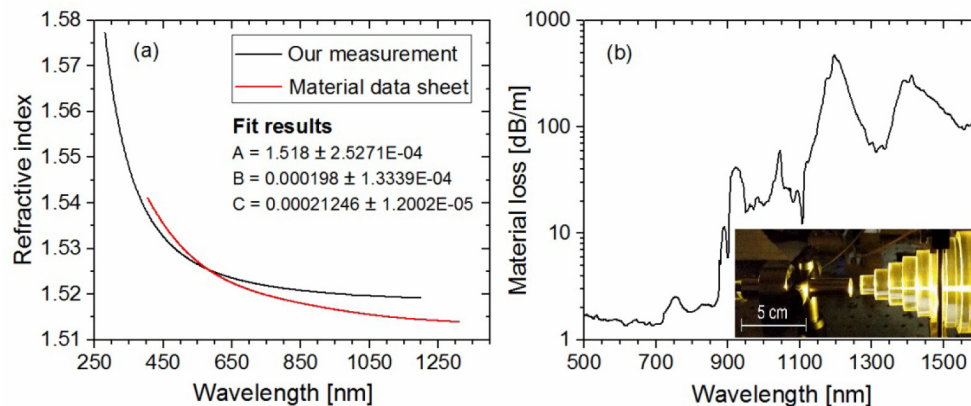 (a)
Our measurement
Material data sheet
Fit results
A = 1.518 ± 2.5271E-04
B = 0.000198 ± 1.3339E-04
C = 0.00021246 ± 1.2002E-05
Refractive index
1.58
1.57
1.56
1.55
1.54
1.53
1.52
1.51
250 450 650 850 1050 1250
Wavelength [nm]
(b)
Material loss [dB/m]
1000
100
10
1
5 cm
500 700 900 1100 1300 1500
Wavelength [nm]